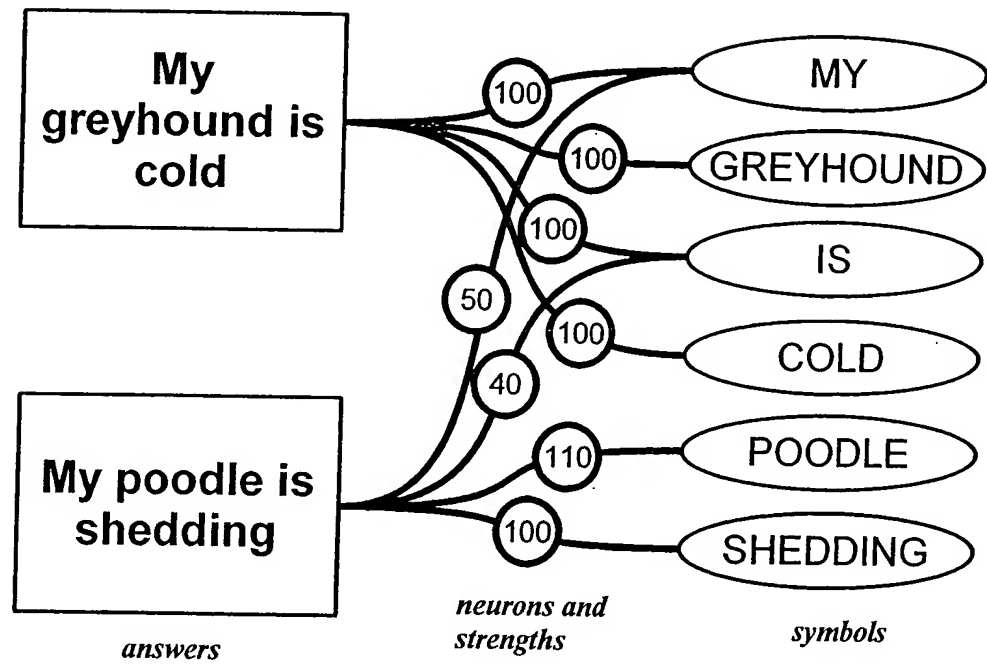 My
greyhound is
cold
100
MY
100
GREYHOUND
100
IS
50
100
COLD
40
My poodle is
shedding
110
POODLE
100
SHEDDING
answers
neurons and
strengths
symbols